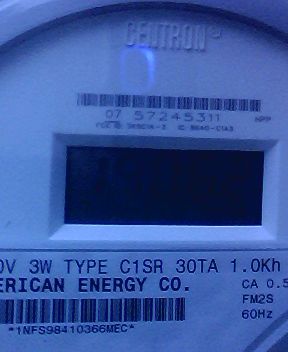 CENTRON
07 57245311 NPP
0V 3W TYPE C1SR 30TA 1.0Kh
ERICAN ENERGY CO. CA 0.5
FM2S
*1NFS98410366MEC* 60Hz